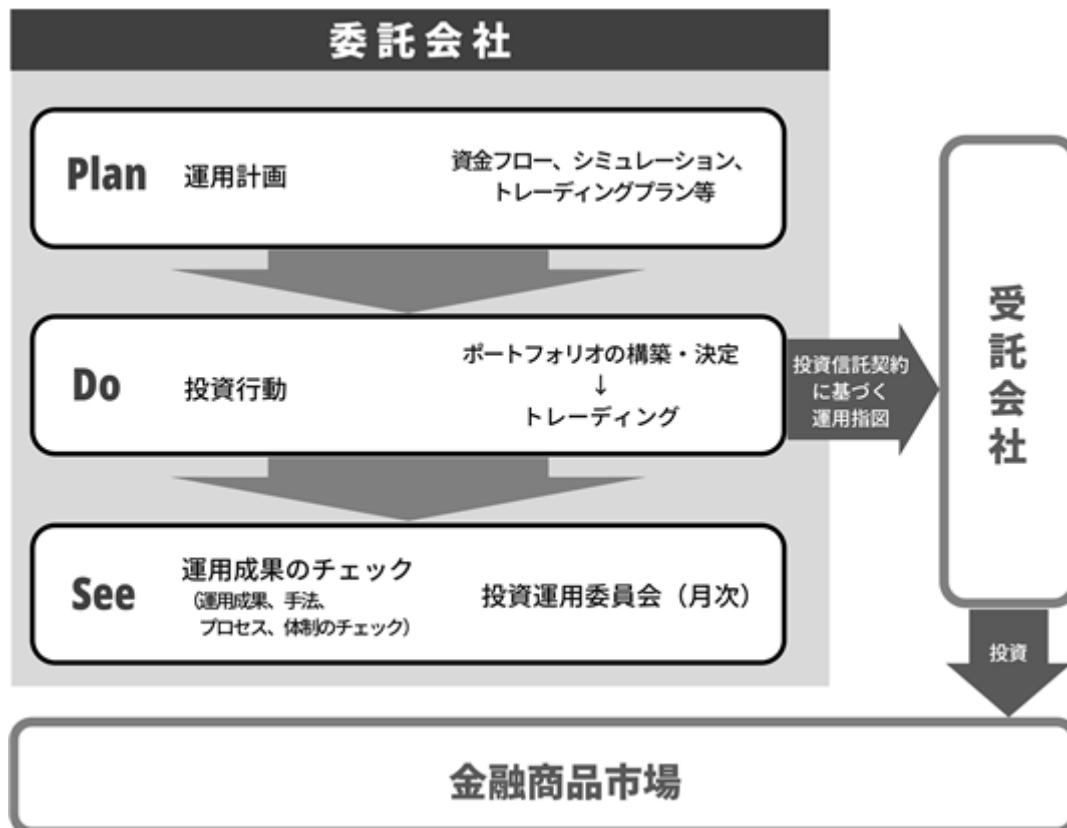 委託会社
Plan 運用計画
資金フロー、シミュレーション、
トレーディングプラン等
Do 投資行動
ポートフォリオの構築・決定
↓
トレーディング
投資信託契約
に基づく
運用指図
受託会社
See 運用成果のチェック
(運用成果、手法、
プロセス、体制のチェック)
投資運用委員会（月次）
投資
金融商品市場